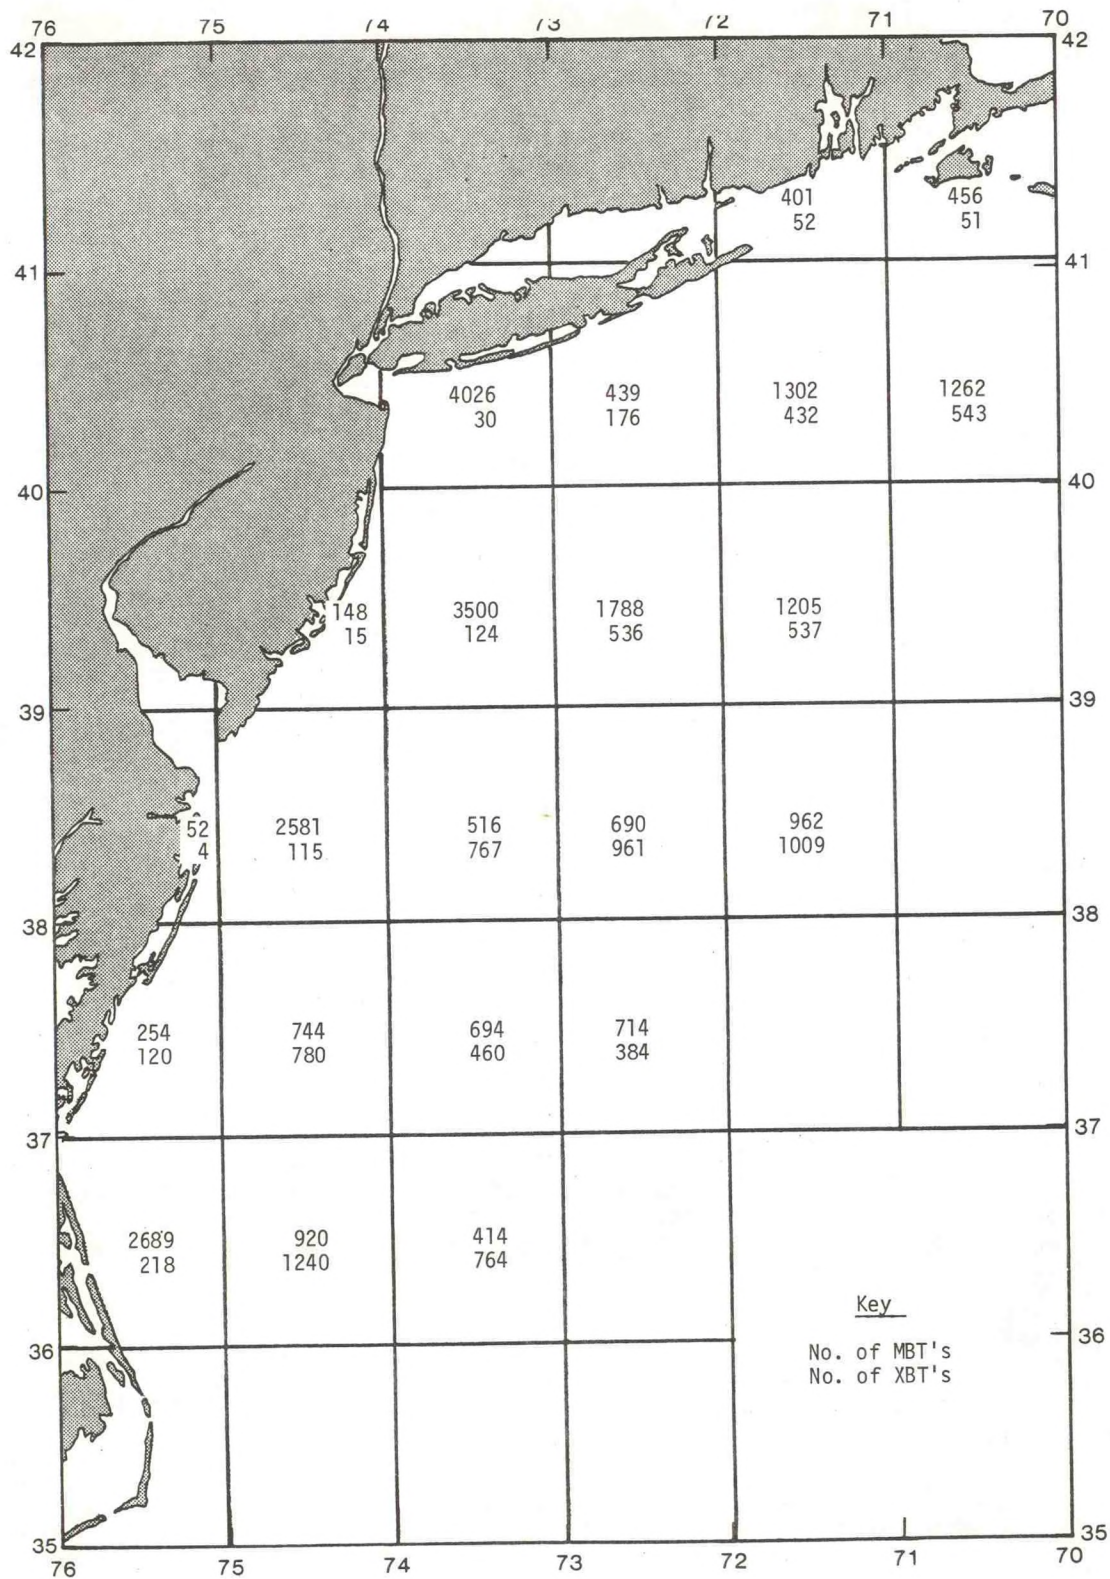 76 75 74 73 72 71 70
42 42
401 456
52 51
41 41
4026 439 1302 1262
30 176 432 543
40 40
148 3500 1788 1205
15 124 536 537
39 39
52 2581 516 690 962
4 115 767 961 1009
38 38
254 744 694 714
120 780 460 384
37 37
2689 920 414
218 1240 764
Key
36 36
No. of MBT's
No. of XBT's
35 35
76 75 74 73 72 71 70